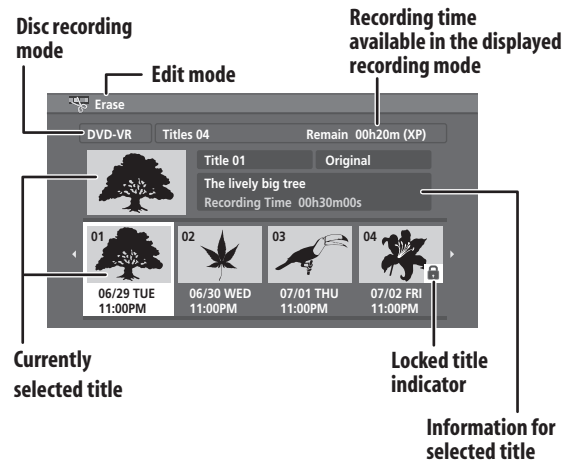 Disc recording
mode
Edit mode
Recording time
available in the displayed
recording mode
Erase
DVD-VR Titles 04 Remain 00h20m (XP)
Title 01 Original
The lively big tree
Recording Time 00h30m00s
01 02 03 04
06/29 TUE 06/30 WED 07/01 THU 07/02 FRI
11:00PM 11:00PM 11:00PM 11:00PM
Currently
selected title
Locked title
indicator
Information for
selected title